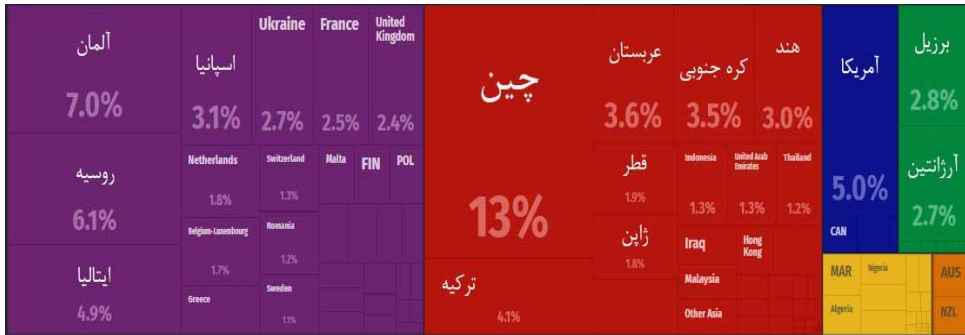 آلمان
7.0%
روسیه
6.1%
ایتالیا
4.9%
اسپانیا
3.1%
Ukraine
2.7%
France
2.5%
United
Kingdom
2.4%
Netherlands
1.8%
Belgium-Luxembourg
1.7%
Greece
Switzerland
1.3%
Romania
1.2%
Sweden
1.1%
Malta
FIN
POL
چین
13%
ترکیه
4.1%
عربستان
3.6%
کره جنوبی
3.5%
هند
3.0%
قطر
1.9%
ژاپن
1.8%
Indonesia
1.3%
United Arab
Emirates
1.3%
Thailand
1.2%
Iraq
Hong
Kong
Malaysia
Other Asia
آمریکا
5.0%
CAN
برزیل
2.8%
آرژانتین
2.7%
MAR
Nigeria
Algeria
AUS
NZL